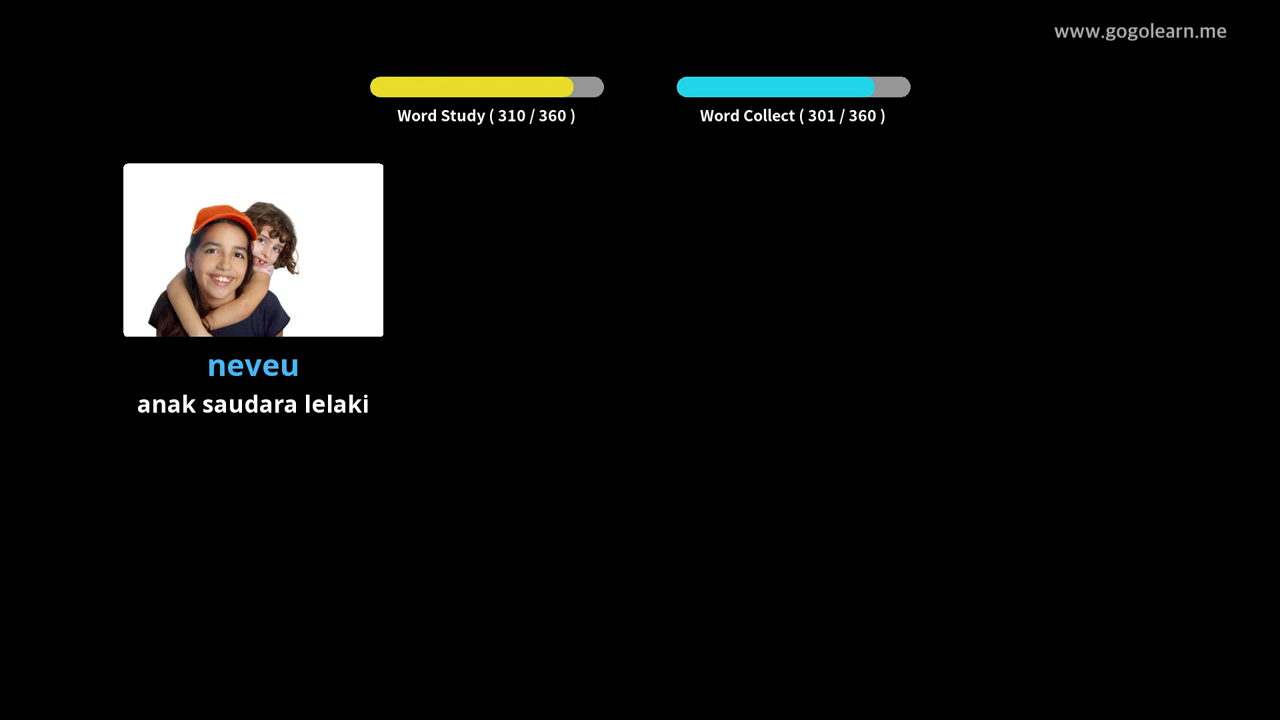 www.gogolearn.me
Word Study ( 310 / 360 )
Word Collect ( 301 / 360 )
neveu
anak saudara lelaki